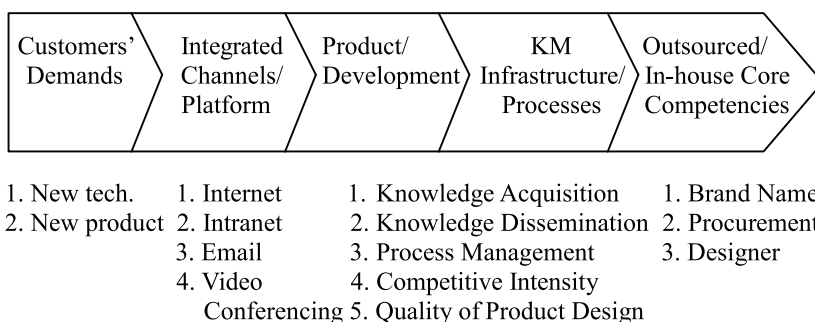 Customers’
Demands
Integrated
Channels/
Platform
Product/
Development
KM
Infrastructure/
Processes
Outsourced/
In-house Core
Competencies
1. New tech.
2. New product
1. Internet
2. Intranet
3. Email
4. Video
Conferencing
1. Knowledge Acquisition
2. Knowledge Dissemination
3. Process Management
4. Competitive Intensity
5. Quality of Product Design
1. Brand Name
2. Procurement
3. Designer